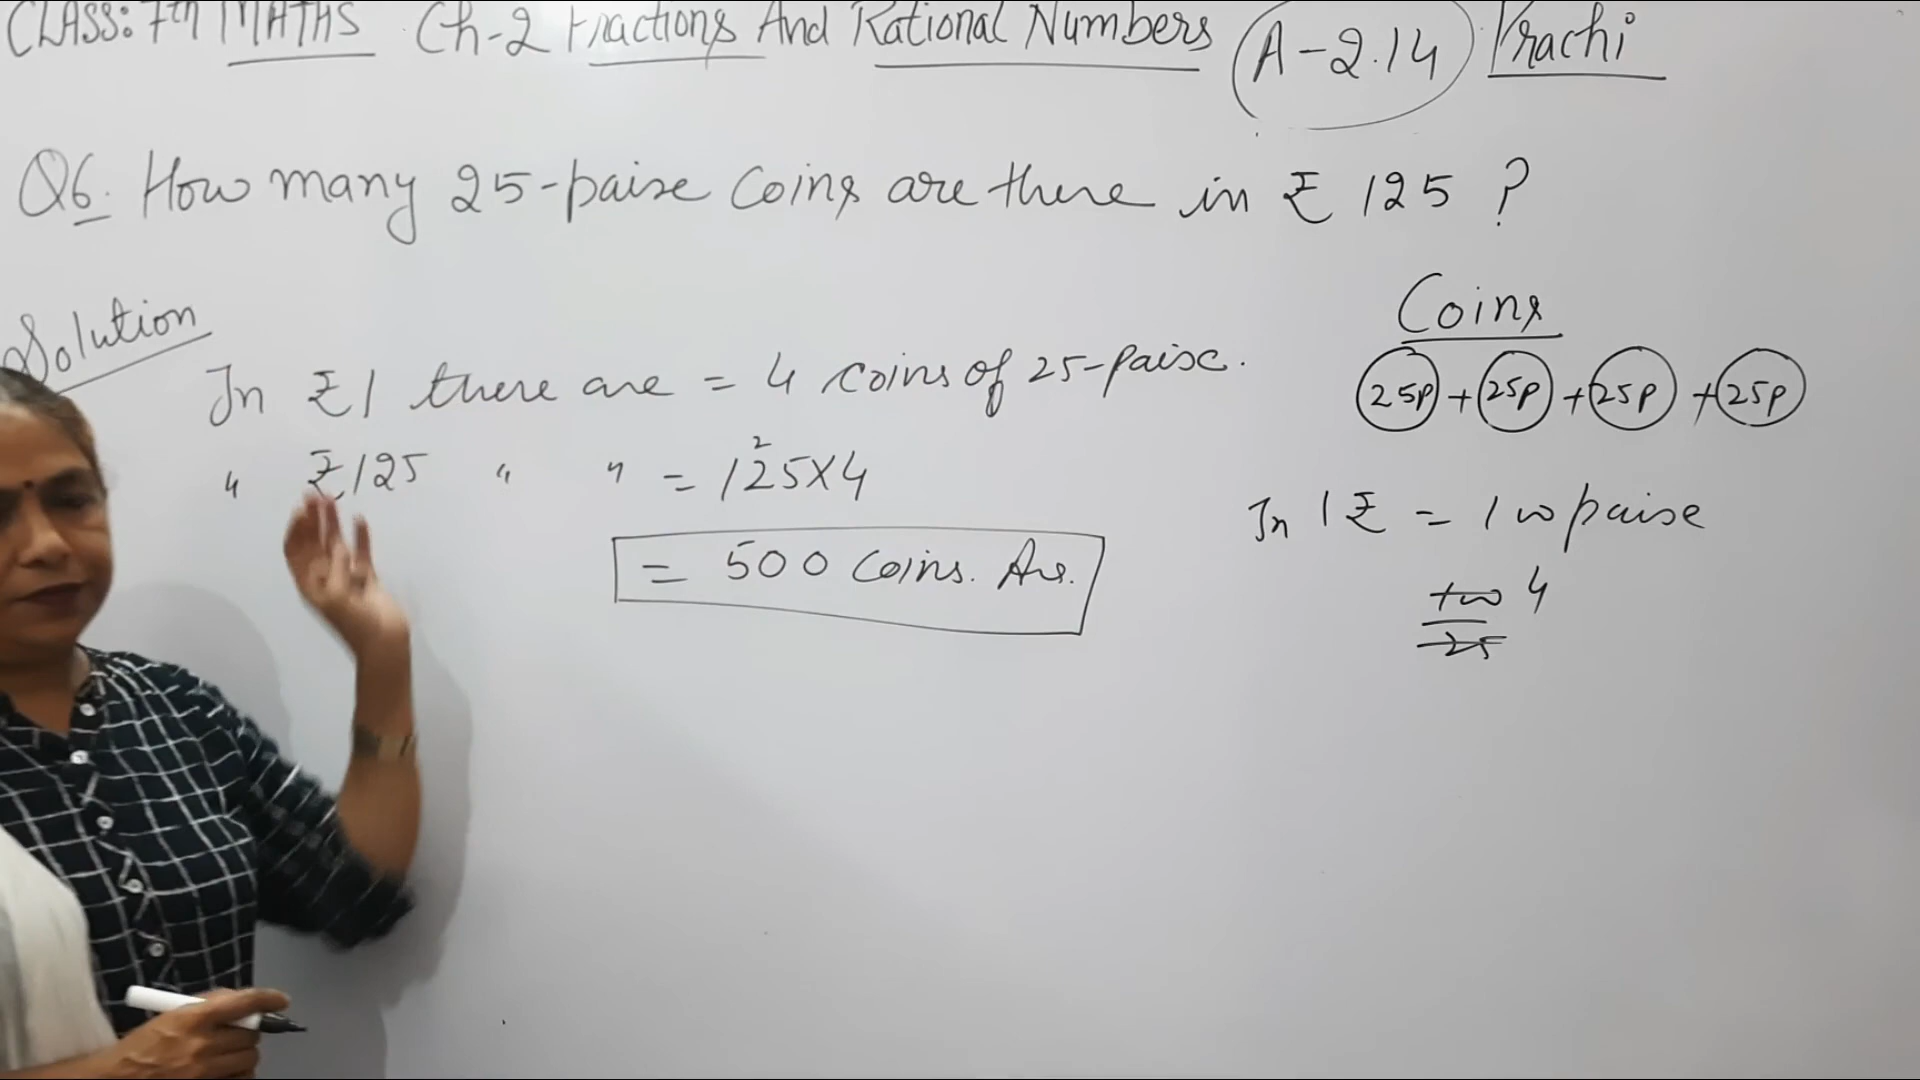 CLASS: 7TH MATHS Ch-2 Fractions And Rational Numbers A-2.14 Prachi
Q6. How many 25-paise Coins are there in ₹ 125 ?
Solution
In ₹1 there are = 4 coins of 25-paise.
" ₹125 " " = 125×4
2
= 500 Coins. Ans.
Coins
25p + 25p + 25p + 25p
In 1₹ = 100 paise
100 4
25